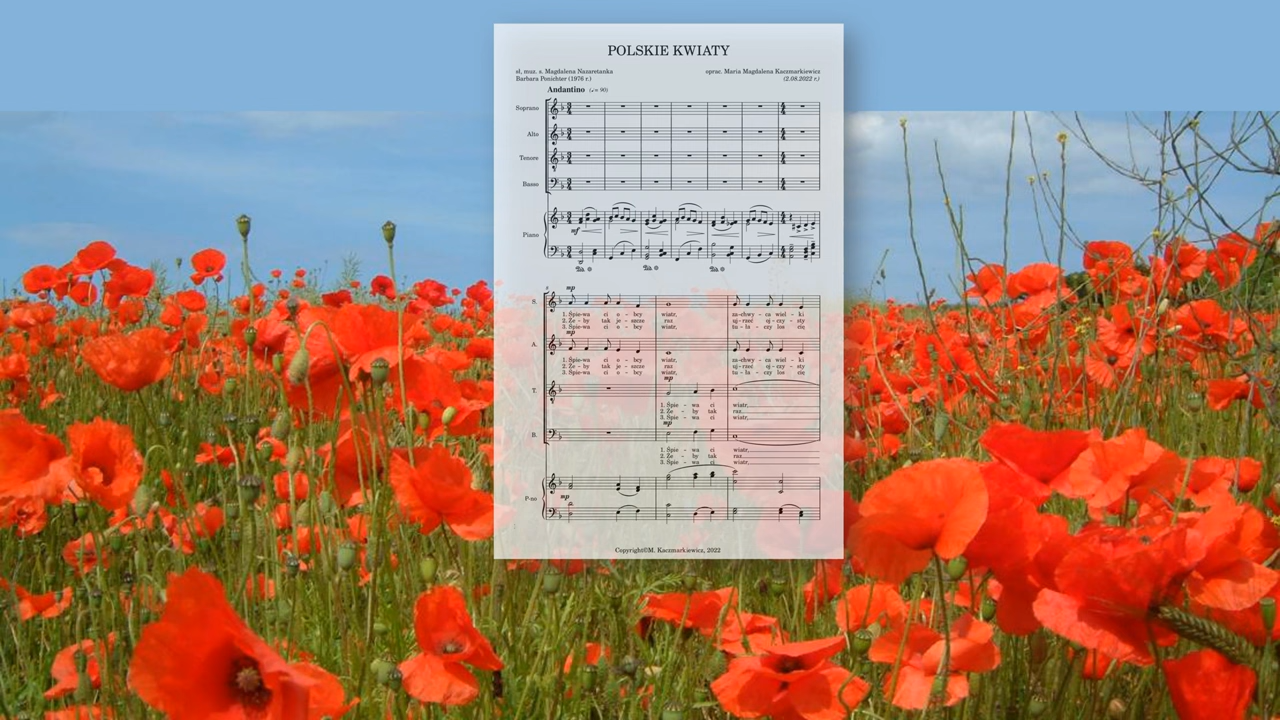 POLSKIE KWIATY
sł, muz. s. Magdalena Nazaretanka
oprac. Maria Magdalena Kaczmarkiewicz
Barbara Ponichter (1976 r.)
(2.08.2022 r.)
Andantino (♩= 90)
Soprano
Alto
Tenore
Basso
Piano
mf
mp
S.
1. Śpie-wa ci o - bcy wiatr, za-chwy - ca wiel - ki
2. Że - by tak je - szcze raz uj-rzeć oj - czy - sty
3. Śpie-wa ci o - bcy wiatr, tu - ła - czy los cię
mp
A.
1. Śpie-wa ci o - bcy wiatr, za-chwy - ca wiel - ki
2. Że - by tak je - szcze raz uj-rzeć oj - czy - sty
3. Śpie-wa ci o - bcy wiatr, tu - ła - czy los cię
mp
T.
1. Śpie - wa ci wiatr,
2. Że - by tak raz
3. Śpie - wa ci wiatr,
mp
B.
1. Śpie - wa ci wiatr,
2. Że - by tak raz
3. Śpie - wa ci wiatr,
P-no
mp
Copyright©M. Kaczmarkiewicz, 2022